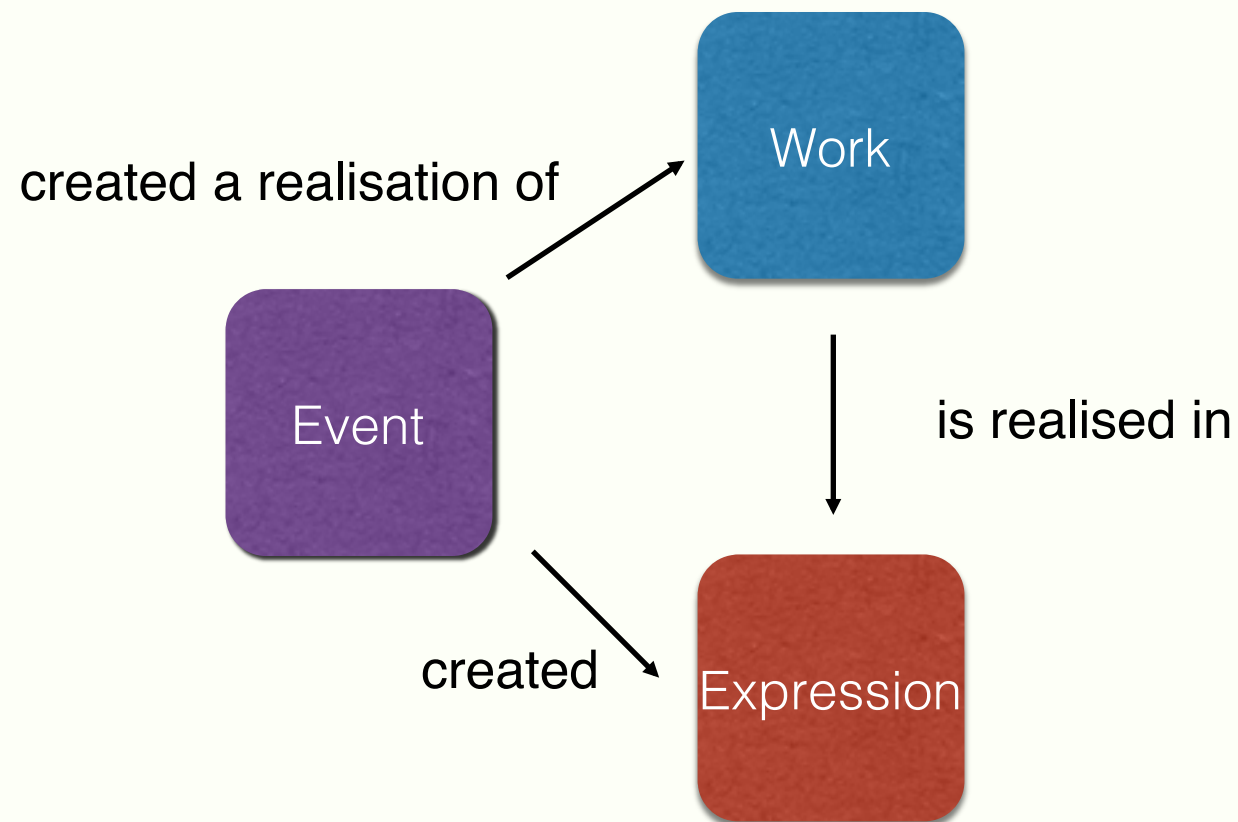 Work
created a realisation of
Event
is realised in
created
Expression